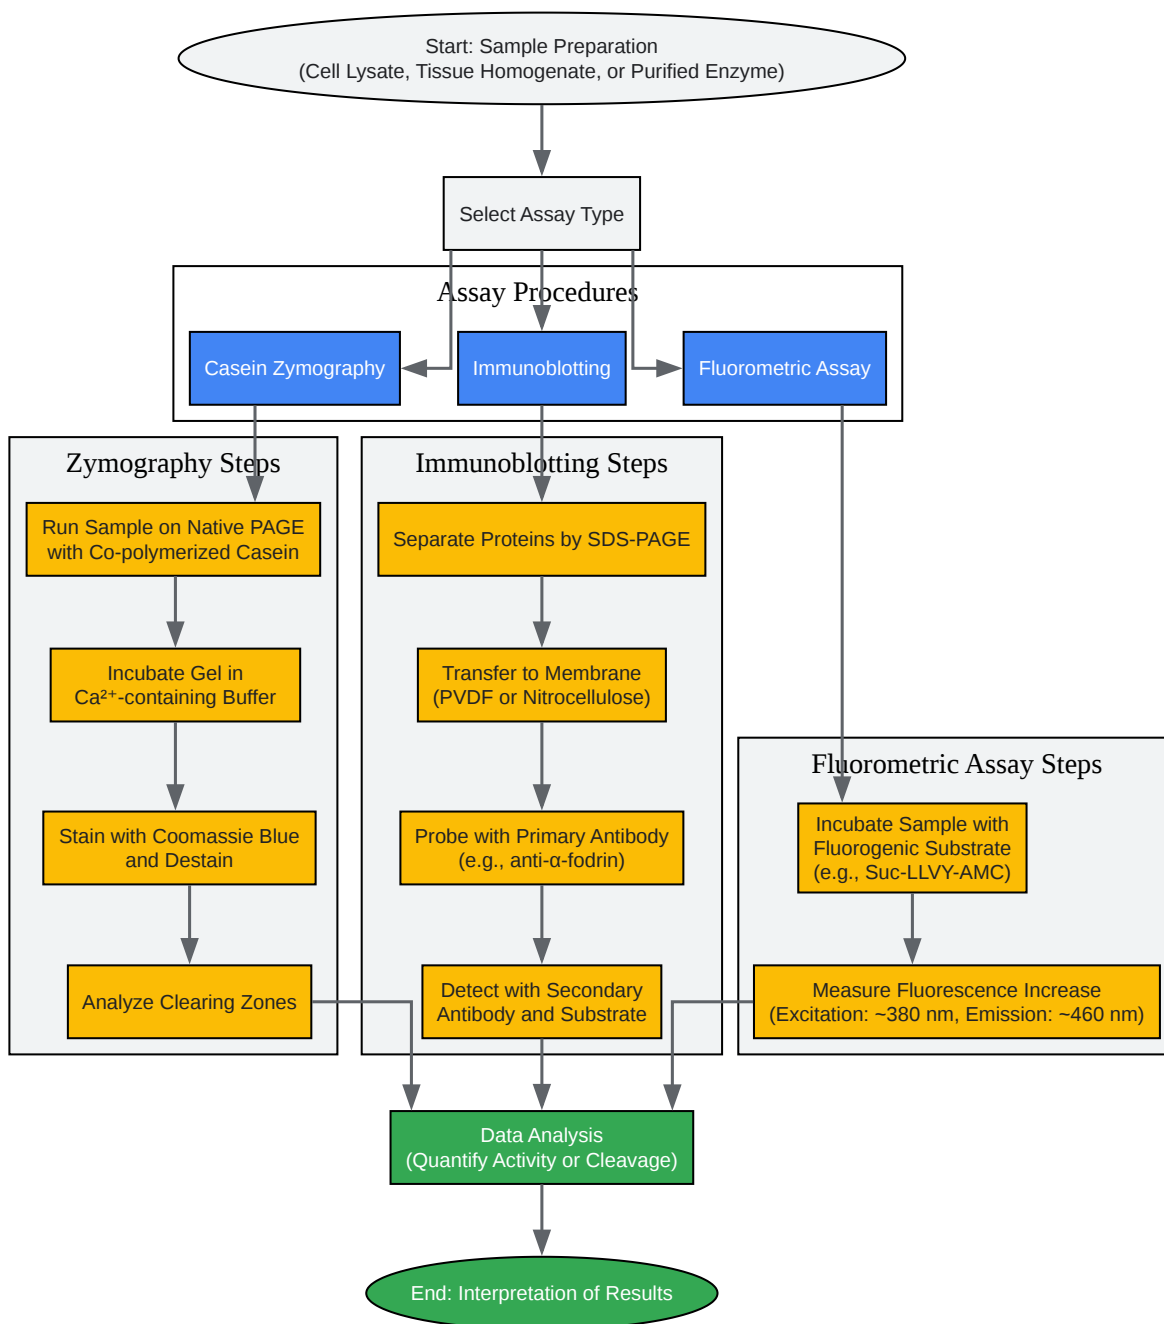 Start: Sample Preparation
(Cell Lysate, Tissue Homogenate, or Purified Enzyme)
Select Assay Type
Assay Procedures
Casein Zymography
Immunoblotting
Fluorometric Assay
Zymography Steps
Run Sample on Native PAGE
with Co-polymerized Casein
Incubate Gel in
Ca²⁺-containing Buffer
Stain with Coomassie Blue
and Destain
Analyze Clearing Zones
Immunoblotting Steps
Separate Proteins by SDS-PAGE
Transfer to Membrane
(PVDF or Nitrocellulose)
Probe with Primary Antibody
(e.g., anti-α-fodrin)
Detect with Secondary
Antibody and Substrate
Fluorometric Assay Steps
Incubate Sample with
Fluorogenic Substrate
(e.g., Suc-LLVY-AMC)
Measure Fluorescence Increase
(Excitation: ~380 nm, Emission: ~460 nm)
Data Analysis
(Quantify Activity or Cleavage)
End: Interpretation of Results